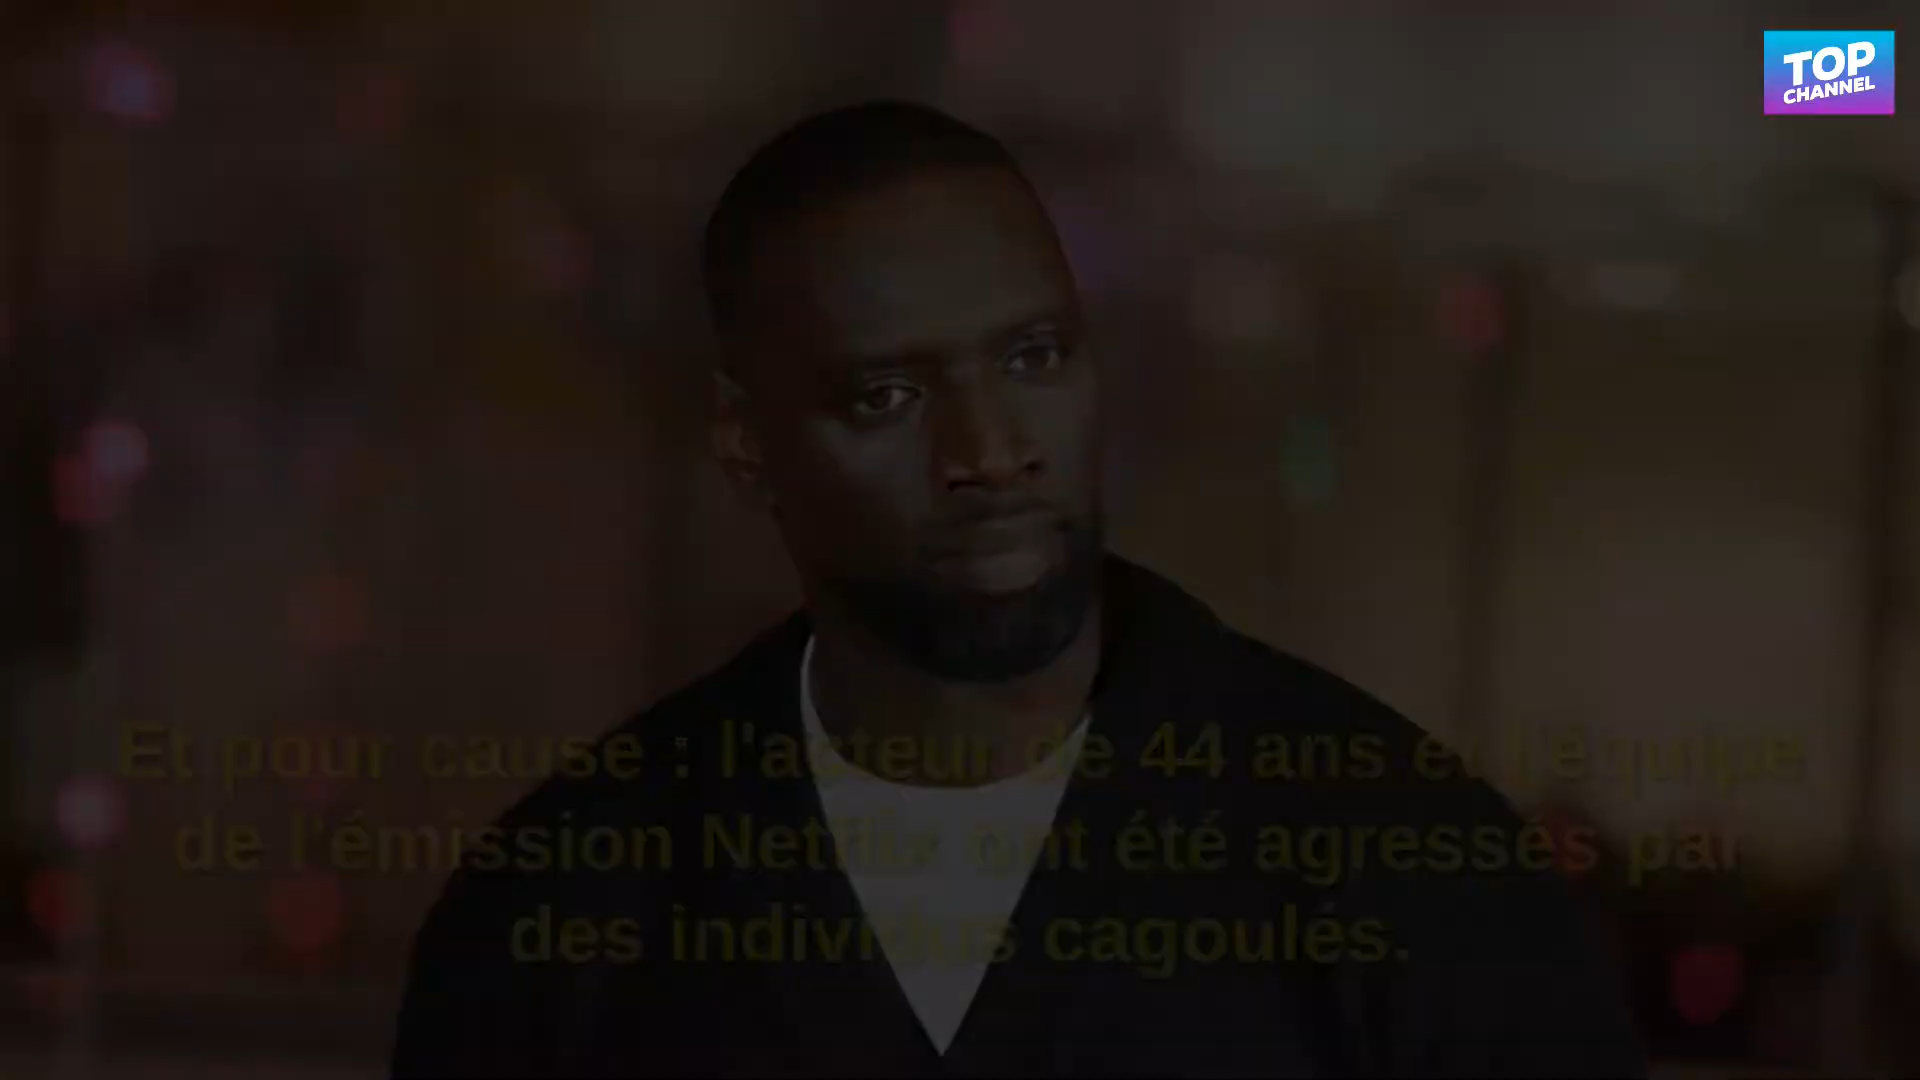 TOP
CHANNEL
Et pour cause : l'acteur de 44 ans et l'équipe
de l'émission Netflix ont été agressés par
des individus cagoulés.